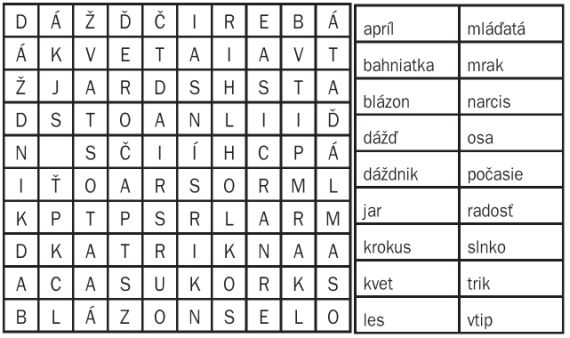 D Á Ž Ď Č I R E B Á
Á K V E T A I A V T
Ž J A R D S H S T A
D S T O A N L I I Ď
N S Č I Í H C P Á
I Ť O A R S O R M L
K P T P S R L A R M
D K A T R I K N A A
A C A S U K O R K S
B L Á Z O N S E L O
apríl mláďatá
bahniatka mrak
blázon narcis
dážď osa
dáždnik počasie
jar radosť
krokus slnko
kvet trik
les vtip